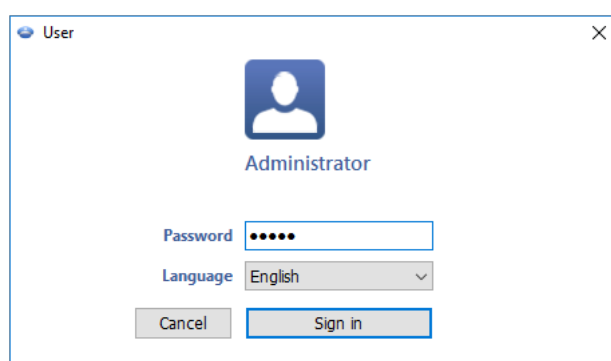 User
Administrator
Password •••••
Language English
Cancel Sign in